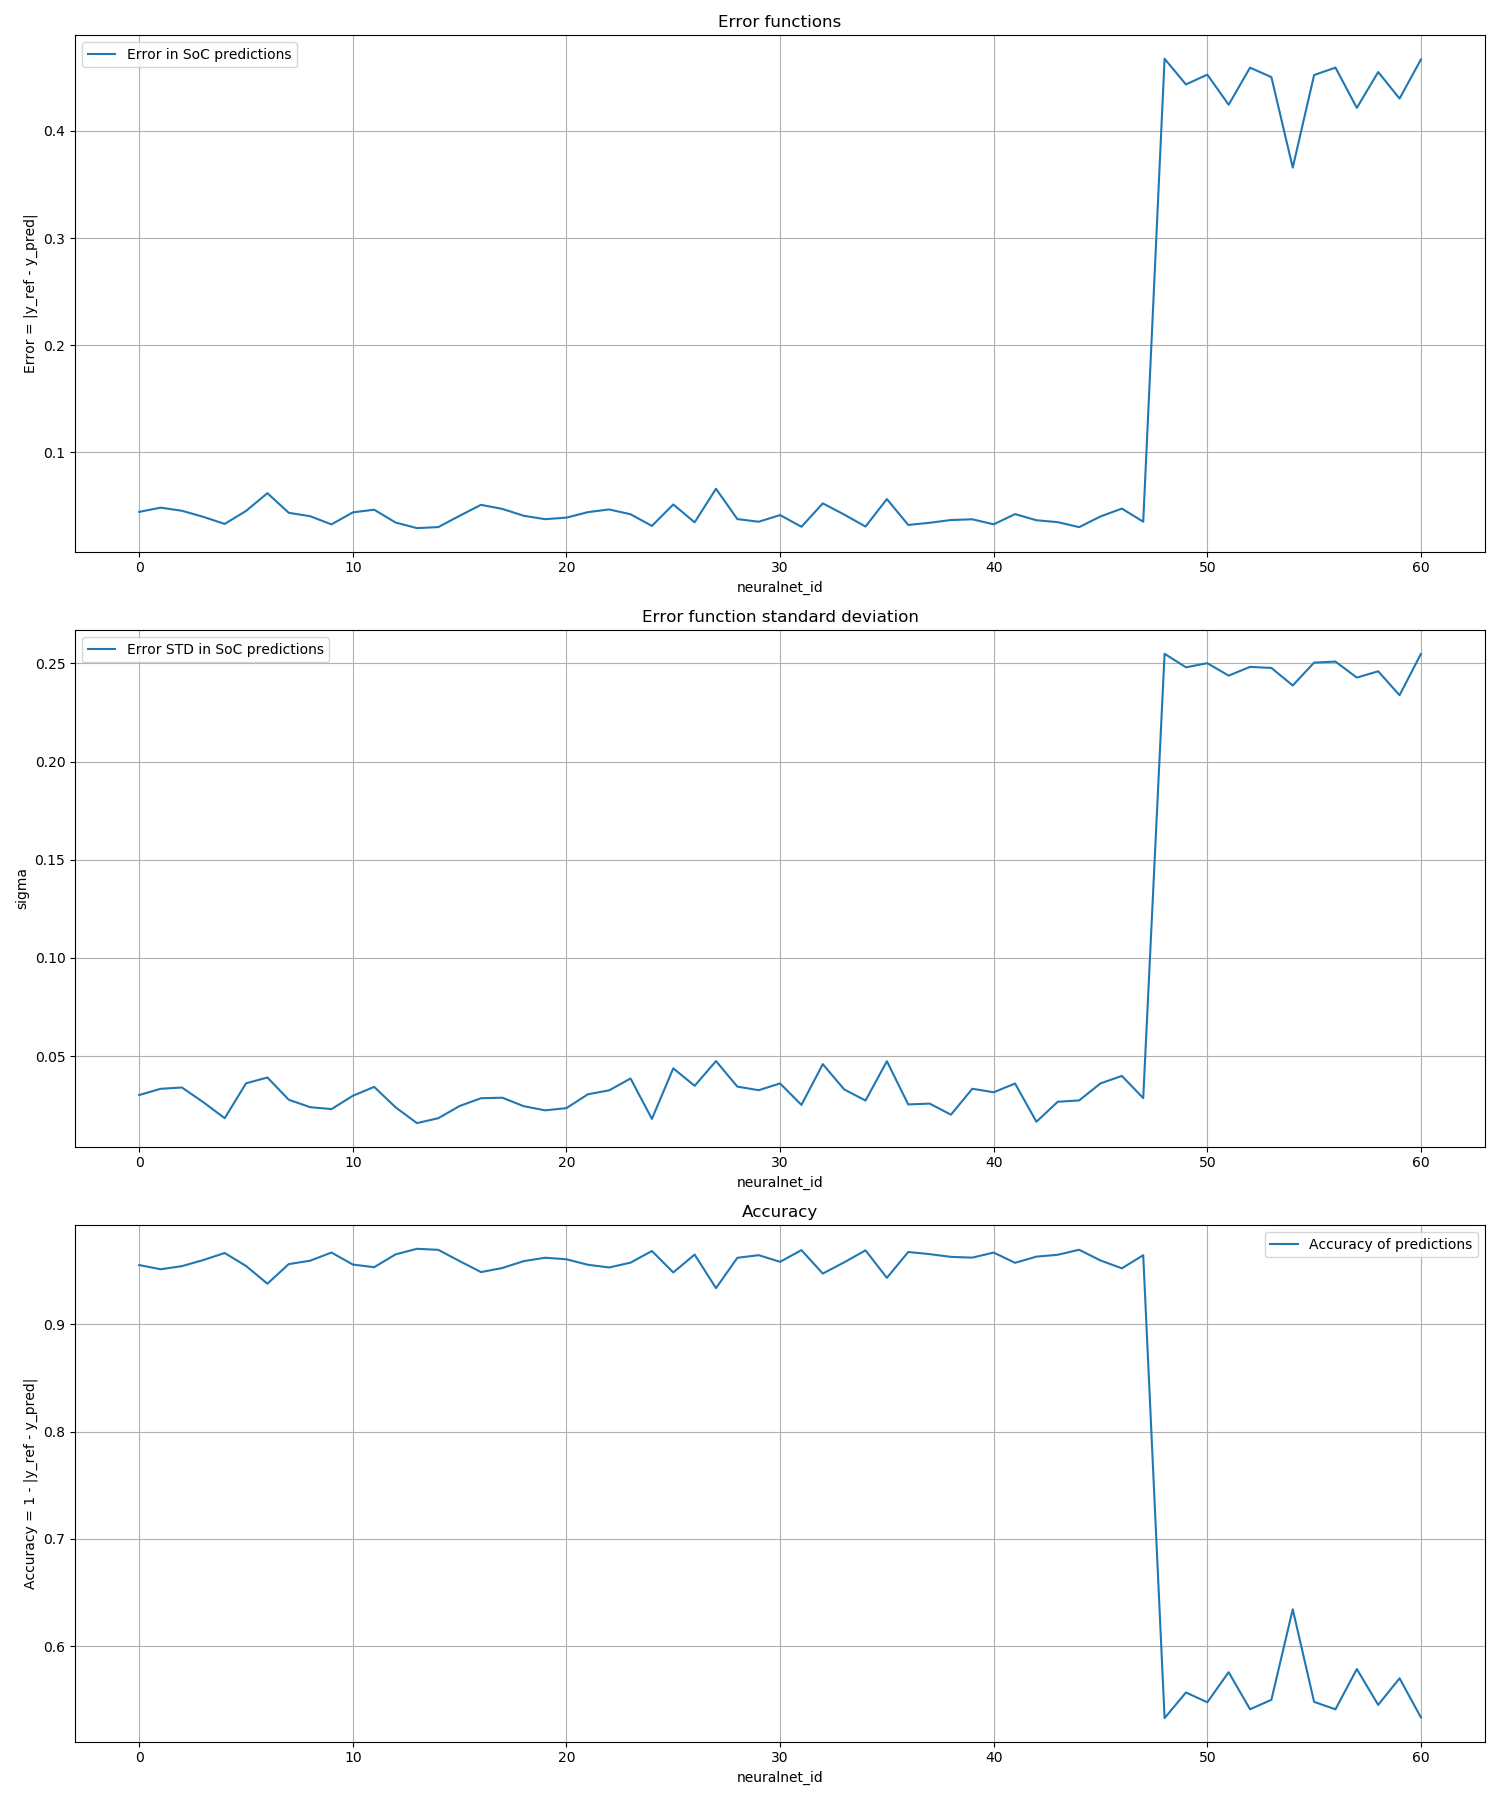 Error functions
Error in SoC predictions
Error = |y_ref - y_pred|
0.4
0.3
0.2
0.1
0 10 20 30 40 50 60
neuralnet_id
Error function standard deviation
Error STD in SoC predictions
sigma
0.25
0.20
0.15
0.10
0.05
0 10 20 30 40 50 60
neuralnet_id
Accuracy
Accuracy of predictions
Accuracy = 1 - |y_ref - y_pred|
0.9
0.8
0.7
0.6
0 10 20 30 40 50 60
neuralnet_id